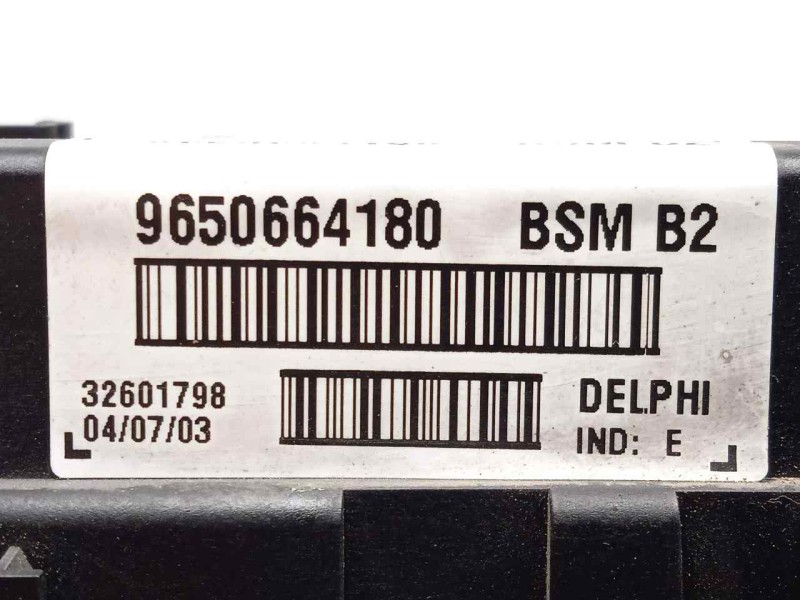 9650664180 BSM B2
32601798 DELPHI
04/07/03 IND: E